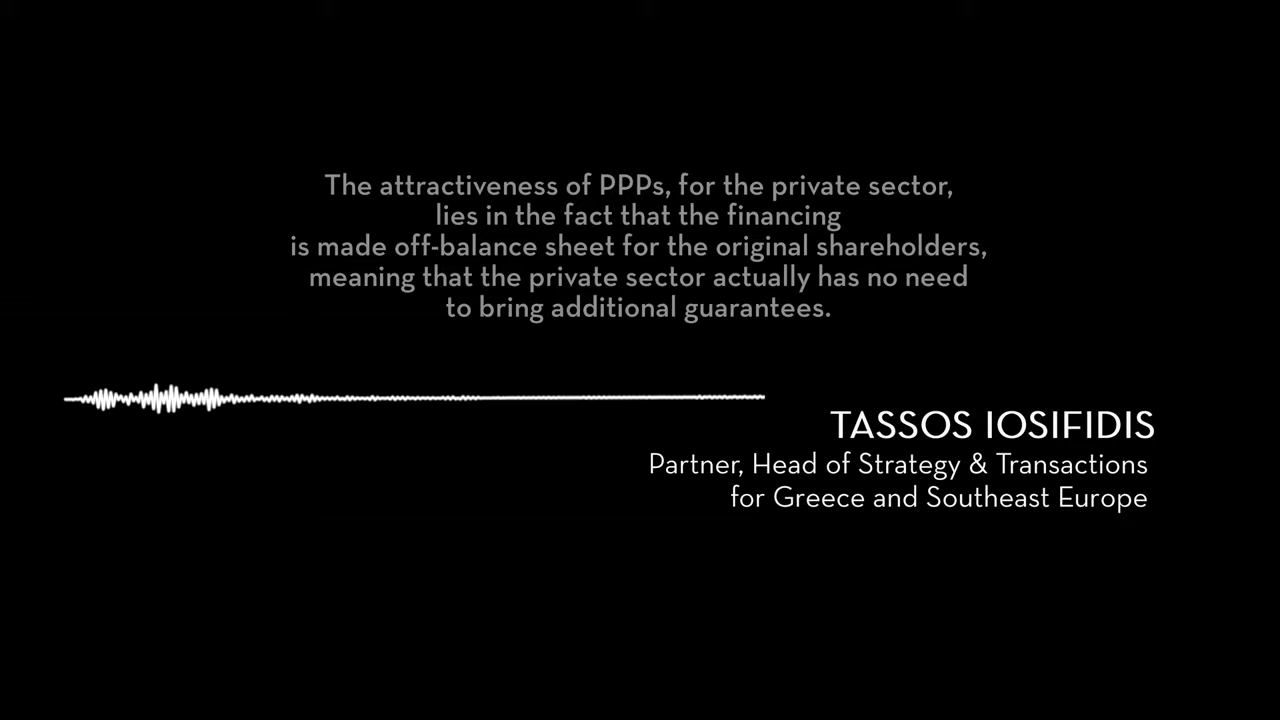 The attractiveness of PPPs, for the private sector,
lies in the fact that the financing
is made off-balance sheet for the original shareholders,
meaning that the private sector actually has no need
to bring additional guarantees.
TASSOS IOSIFIDIS
Partner, Head of Strategy & Transactions
for Greece and Southeast Europe